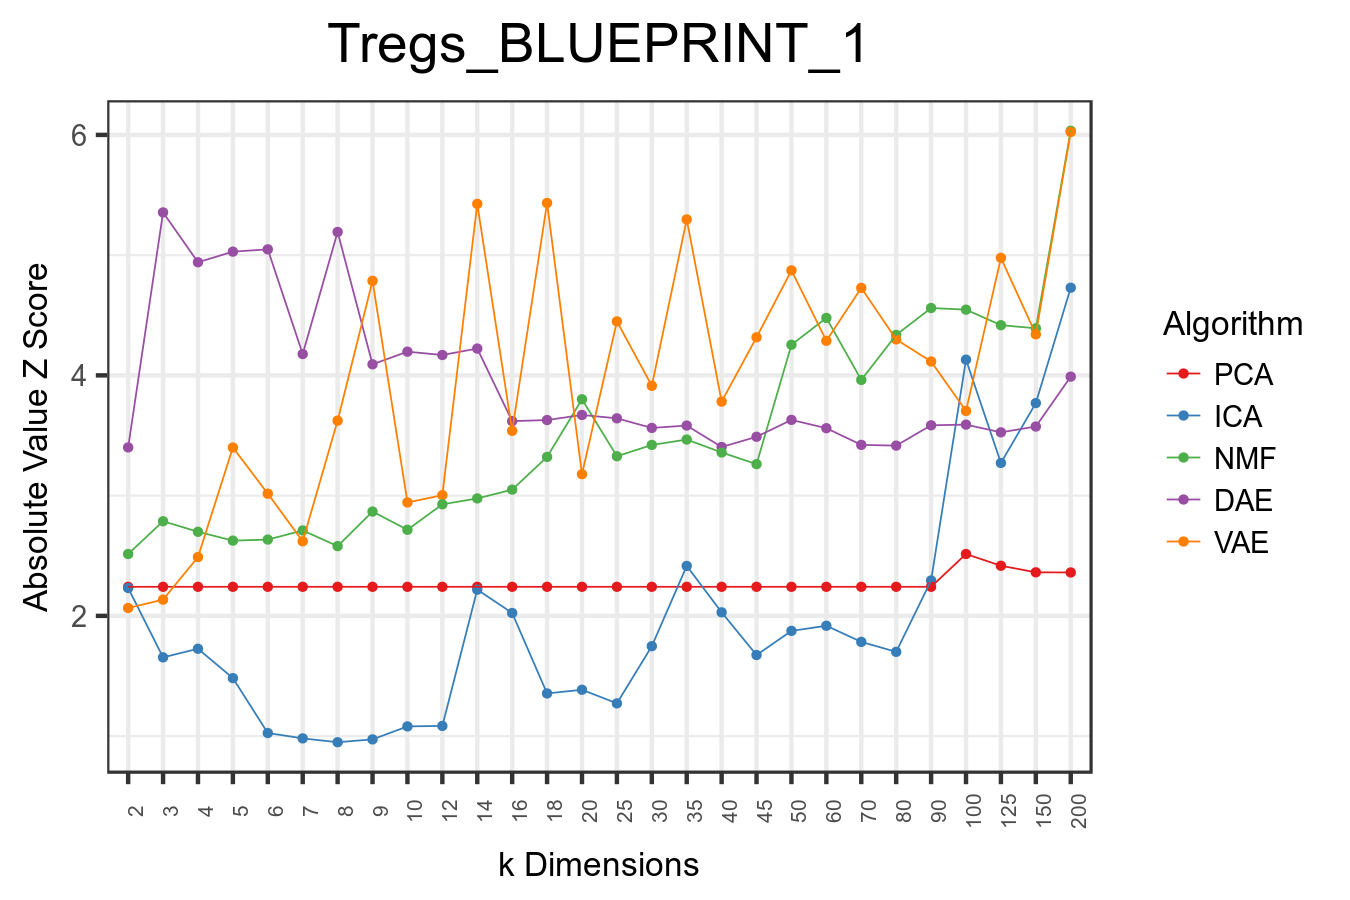 Tregs_BLUEPRINT_1
Absolute Value Z Score
6
4
2
2 3 4 5 6 7 8 9 10 12 14 16 18 20 25 30 35 40 45 50 60 70 80 90 100 125 150 200
k Dimensions
Algorithm
PCA
ICA
NMF
DAE
VAE